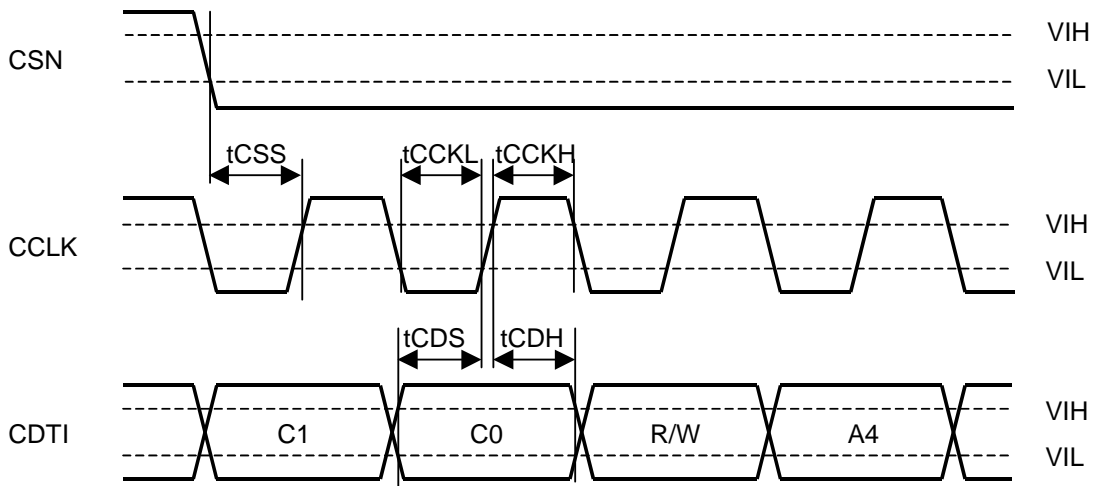 VIH
CSN
VIL
tCSS tCCKL tCCKH
VIH
CCLK
VIL
tCDS tCDH
VIH
CDTI C1 C0 R/W A4
VIL